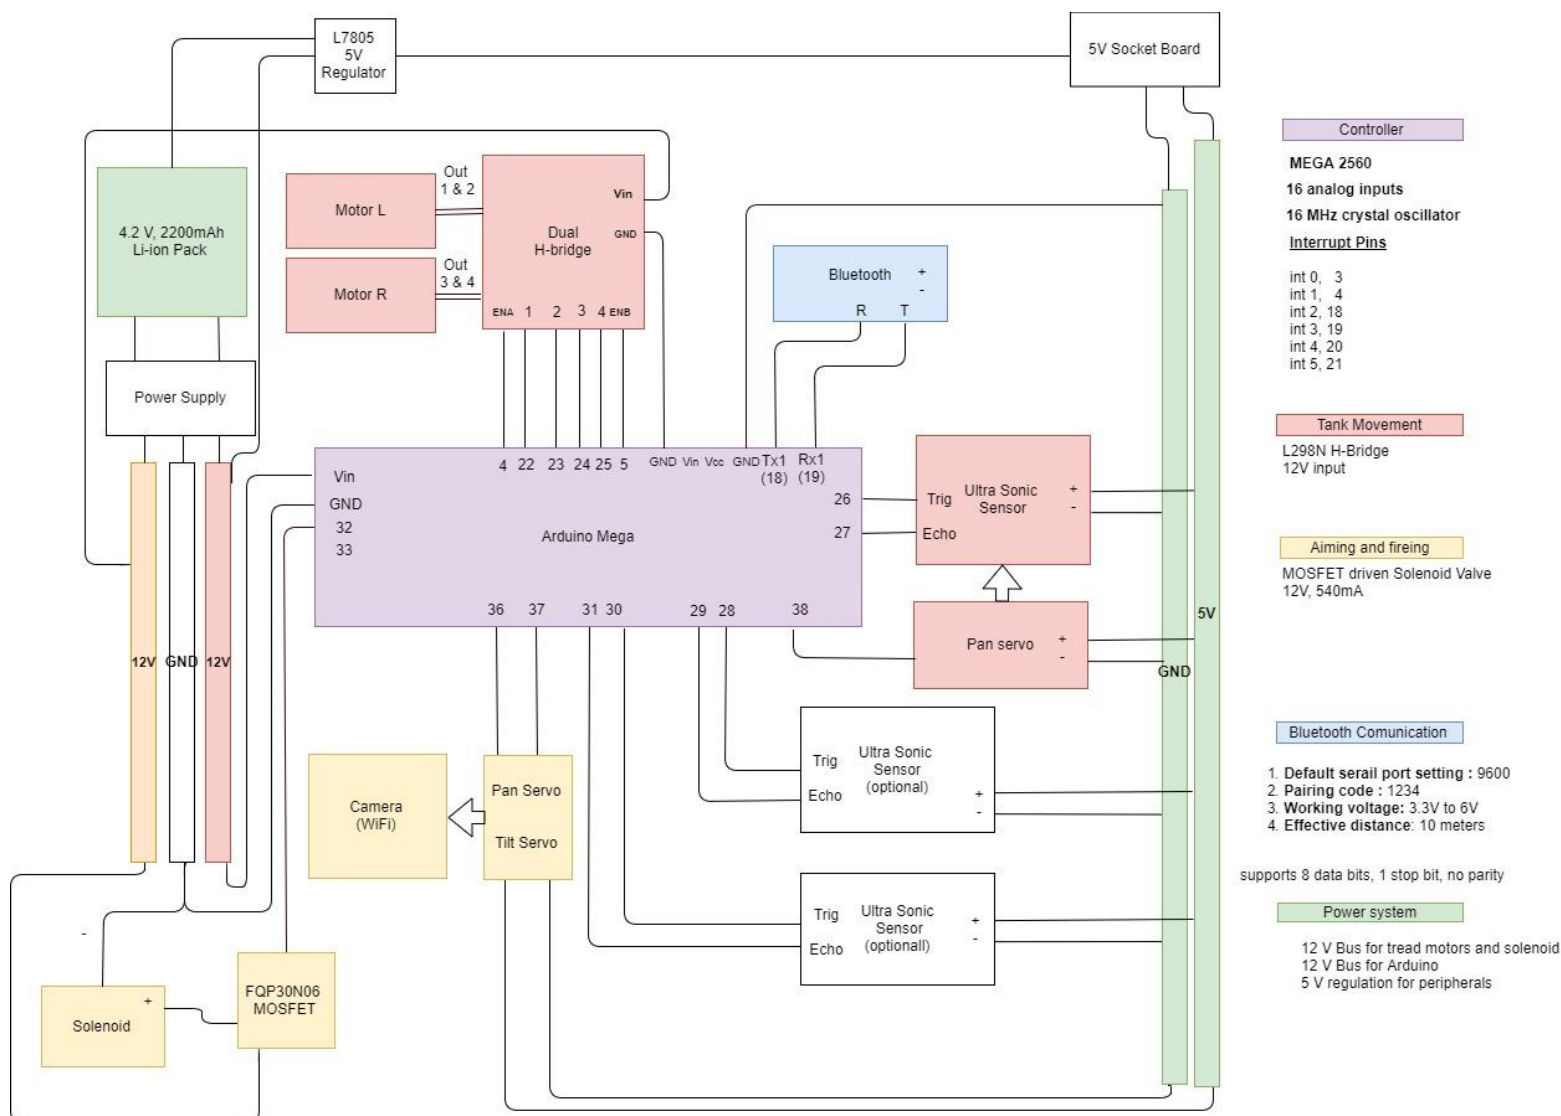 L7805
5V
Regulator
5V Socket Board
4.2 V, 2200mAh
Li-ion Pack
Power Supply
Motor L
Motor R
Out
1 & 2
Out
3 & 4
Vin
GND
Dual
H-bridge
ENA 1 2 3 4 ENB
Bluetooth + -
R T
4 22 23 24 25 5 GND Vin Vcc GND Tx1 Rx1
(18) (19)
Vin
GND
32
33
26
27
Arduino Mega
36 37 31 30 29 28 38
Trig
Echo
Ultra Sonic
Sensor
+
-
Pan servo
+
-
12V GND 12V
5V
GND
Trig
Echo
Ultra Sonic
Sensor
(optional)
+
-
Camera
(WiFi)
Pan Servo
Tilt Servo
Trig
Echo
Ultra Sonic
Sensor
(optionall)
+
-
-
Solenoid
+
FQP30N06
MOSFET
Controller
MEGA 2560
16 analog inputs
16 MHz crystal oscillator
Interrupt Pins
int 0, 3
int 1, 4
int 2, 18
int 3, 19
int 4, 20
int 5, 21
Tank Movement
L298N H-Bridge
12V input
Aiming and fireing
MOSFET driven Solenoid Valve
12V, 540mA
Bluetooth Comunication
1. Default serail port setting : 9600
2. Pairing code : 1234
3. Working voltage: 3.3V to 6V
4. Effective distance: 10 meters
supports 8 data bits, 1 stop bit, no parity
Power system
12 V Bus for tread motors and solenoid
12 V Bus for Arduino
5 V regulation for peripherals